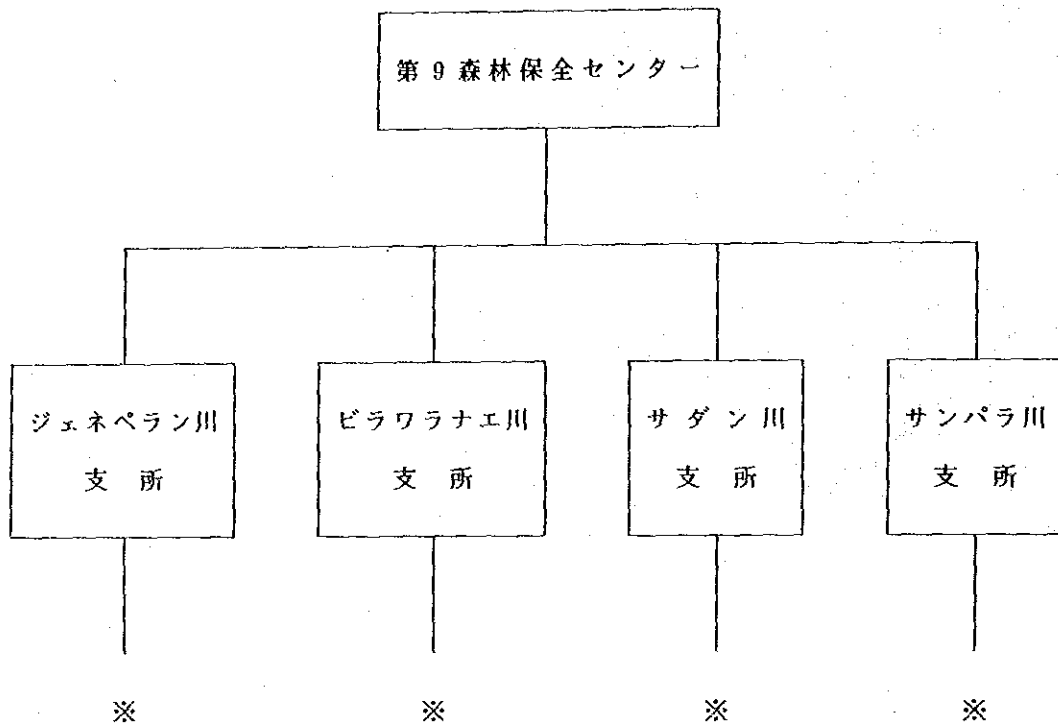 第9森林保全センター
ジェネペラン川
支所
ビラワラナエ川
支所
サダン川
支所
サンパラ川
支所
※ ※ ※ ※